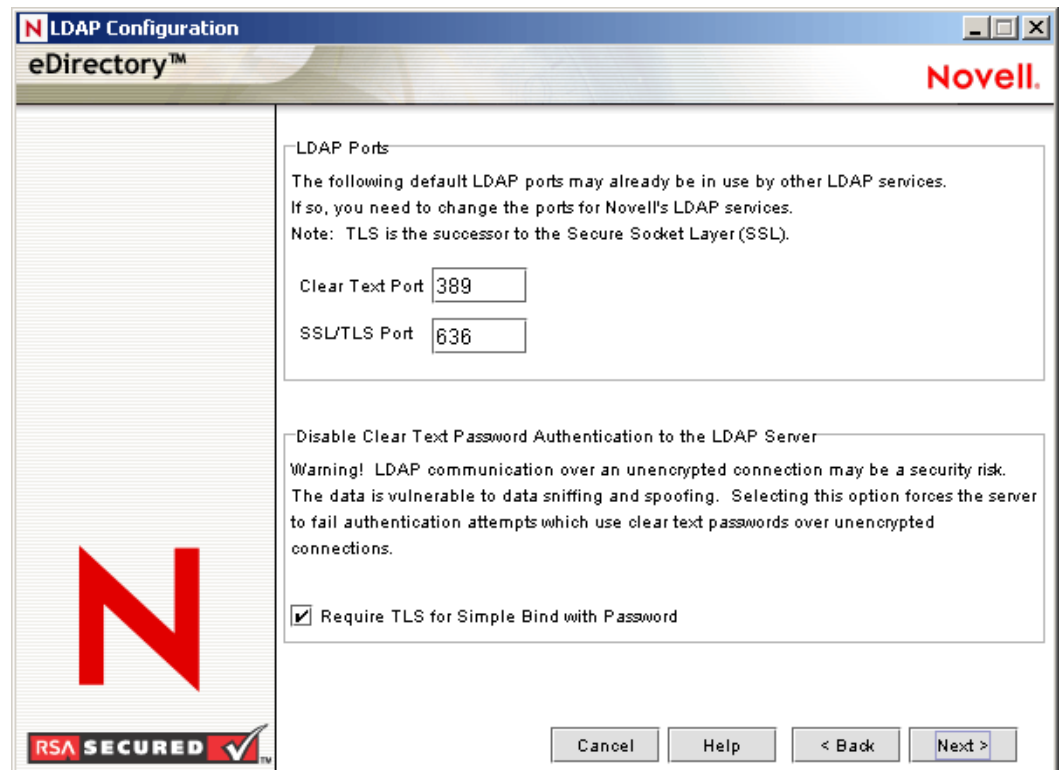 N LDAP Configuration
eDirectory™
Novell.
LDAP Ports
The following default LDAP ports may already be in use by other LDAP services.
If so, you need to change the ports for Novell's LDAP services.
Note: TLS is the successor to the Secure Socket Layer (SSL).
Clear Text Port 389
SSL/TLS Port 636
Disable Clear Text Password Authentication to the LDAP Server
Warning! LDAP communication over an unencrypted connection may be a security risk.
The data is vulnerable to data sniffing and spoofing. Selecting this option forces the server
to fail authentication attempts which use clear text passwords over unencrypted
connections.
Require TLS for Simple Bind with Password
N
RSA SECURED TM
Cancel Help < Back Next >